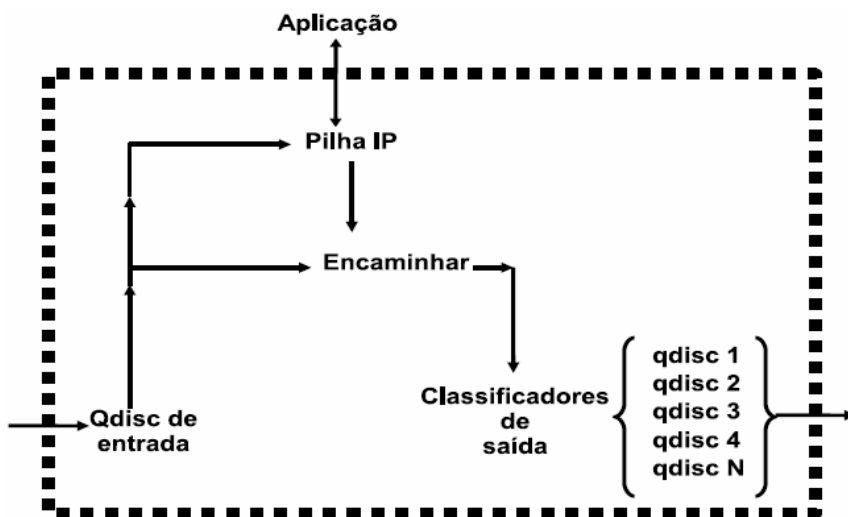 Aplicação
Pilha IP
Encaminhar
Qdisc de
entrada
Classificadores
de
saída
qdisc 1
qdisc 2
qdisc 3
qdisc 4
qdisc N